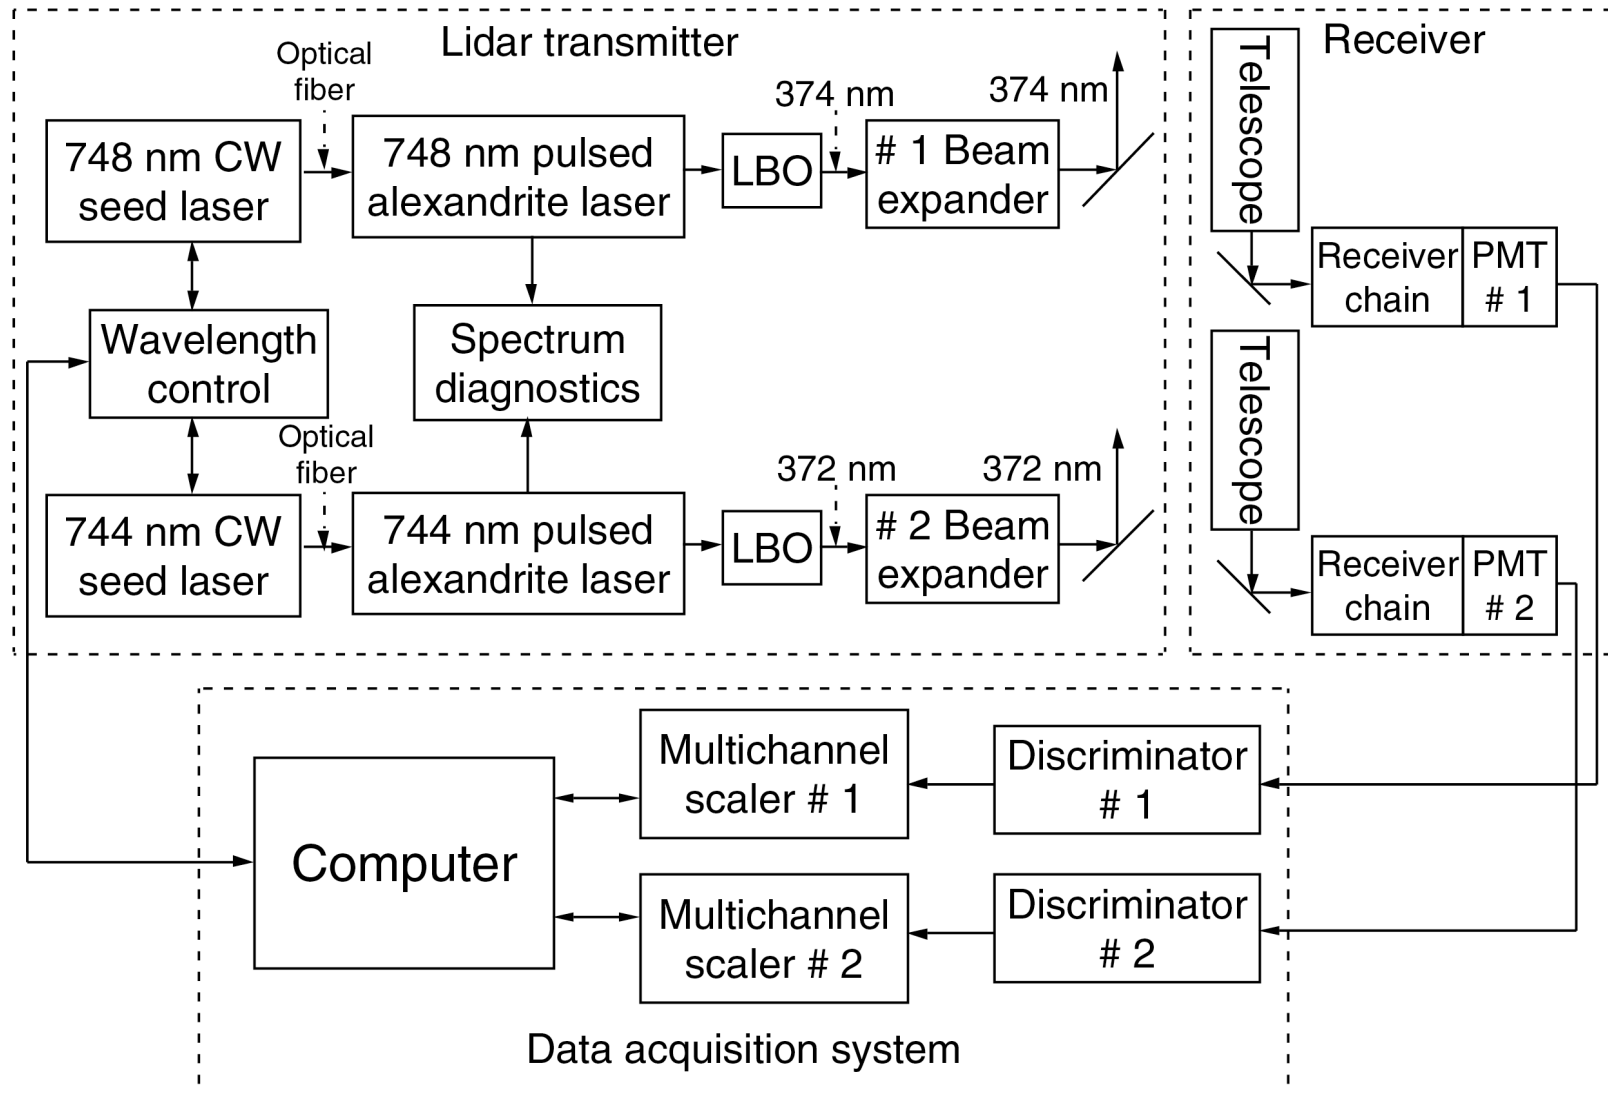 Lidar transmitter
Optical
fiber
374 nm
374 nm
748 nm CW
seed laser
748 nm pulsed
alexandrite laser
LBO
# 1 Beam
expander
Wavelength
control
Spectrum
diagnostics
Optical
fiber
372 nm
372 nm
744 nm CW
seed laser
744 nm pulsed
alexandrite laser
LBO
# 2 Beam
expander
Receiver
Telescope
Receiver
chain
PMT
# 1
Telescope
Receiver
chain
PMT
# 2
Computer
Multichannel
scaler # 1
Discriminator
# 1
Multichannel
scaler # 2
Discriminator
# 2
Data acquisition system